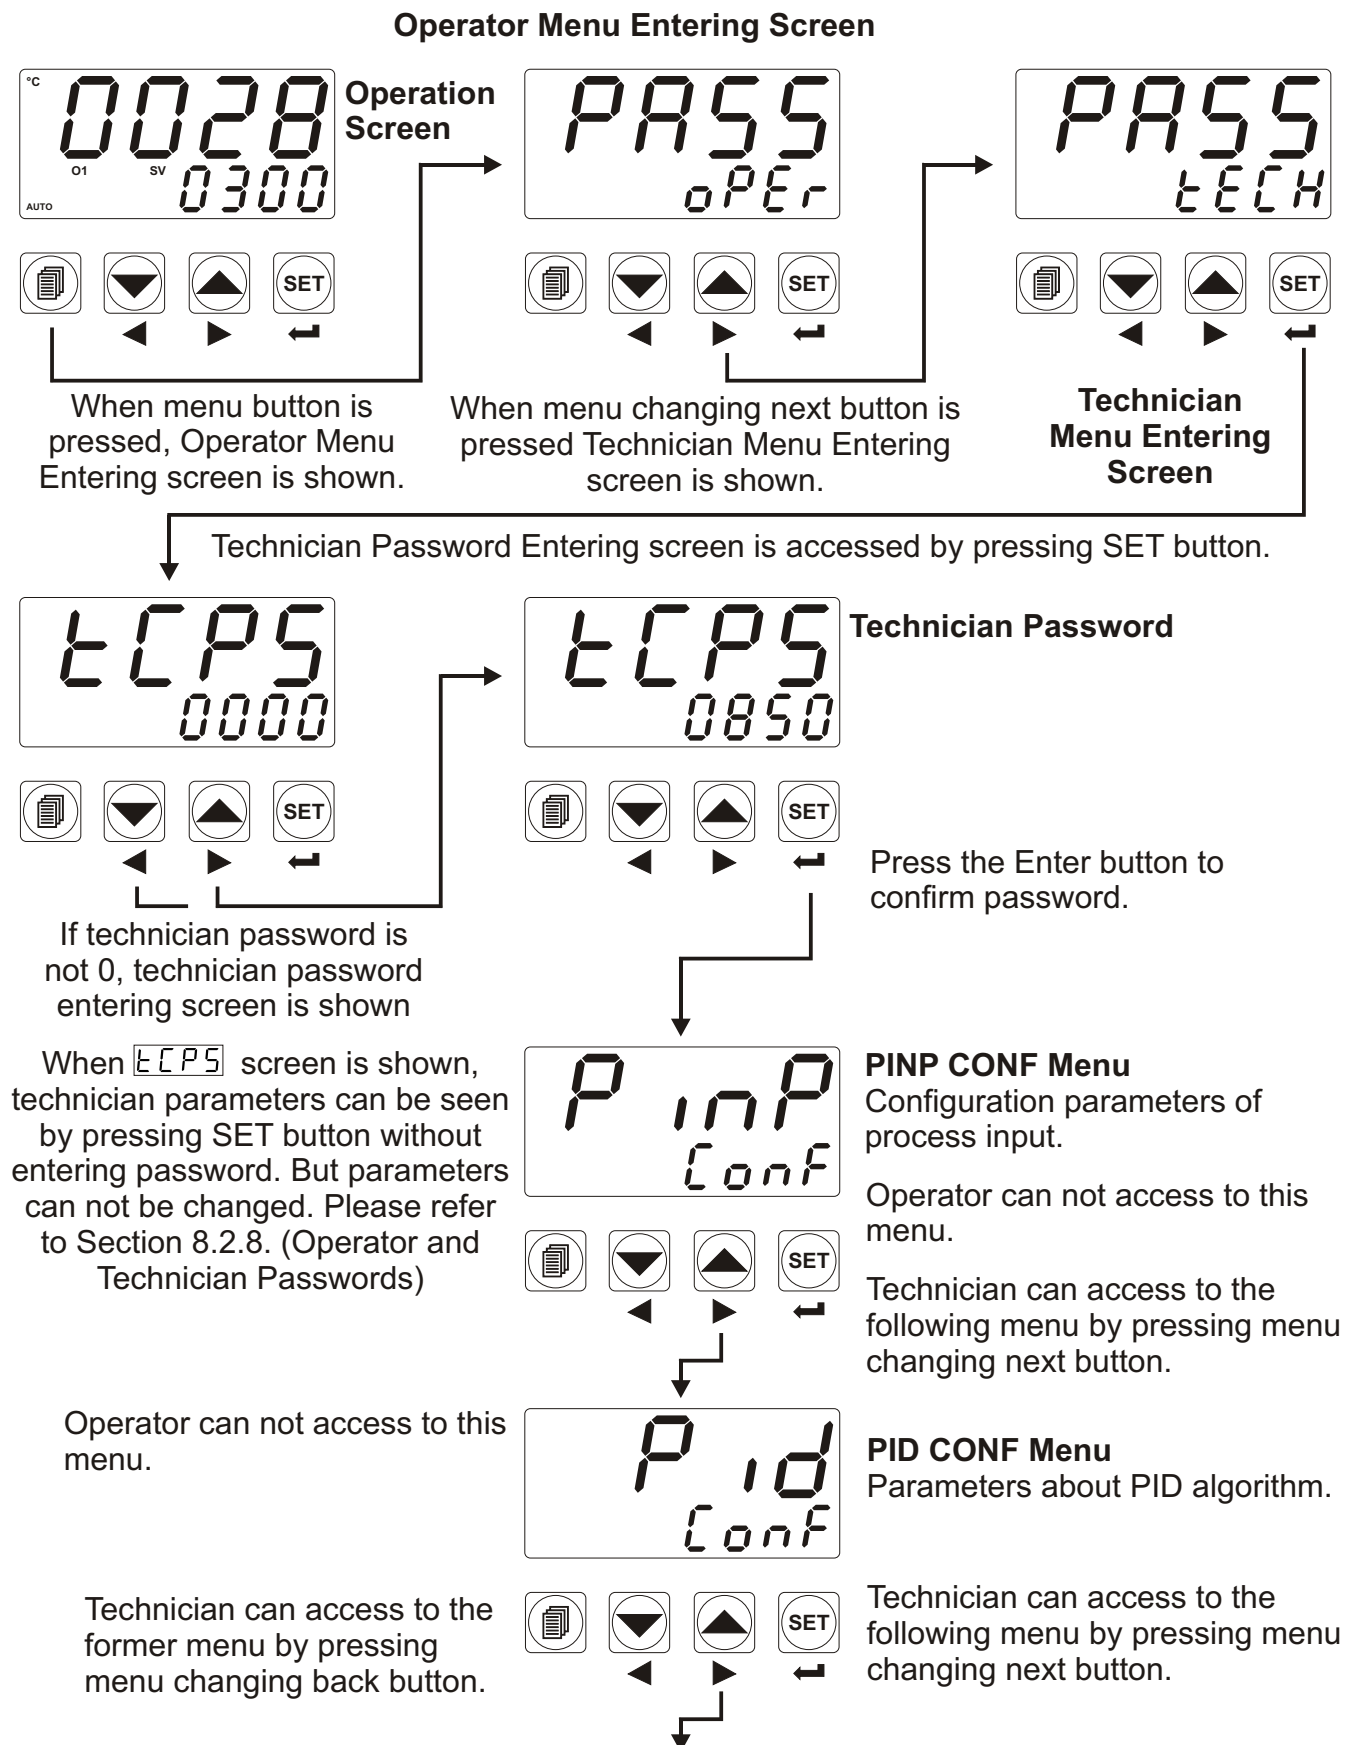 Operator Menu Entering Screen
°C
0028
O1 SV
0300
AUTO
Operation
Screen
PASS
oPEr
PASS
tECH
SET
SET
SET
When menu button is
pressed, Operator Menu
Entering screen is shown.
When menu changing next button is
pressed Technician Menu Entering
screen is shown.
Technician
Menu Entering
Screen
Technician Password Entering screen is accessed by pressing SET button.
tCPS
0000
tCPS
0850
Technician Password
SET
SET
Press the Enter button to
confirm password.
If technician password is
not 0, technician password
entering screen is shown
When tCPS screen is shown,
technician parameters can be seen
by pressing SET button without
entering password. But parameters
can not be changed. Please refer
to Section 8.2.8. (Operator and
Technician Passwords)
PinP
ConF
SET
PINP CONF Menu
Configuration parameters of
process input.
Operator can not access to this
menu.
Technician can access to the
following menu by pressing menu
changing next button.
Operator can not access to this
menu.
Pid
ConF
PID CONF Menu
Parameters about PID algorithm.
Technician can access to the
former menu by pressing
menu changing back button.
SET
Technician can access to the
following menu by pressing menu
changing next button.